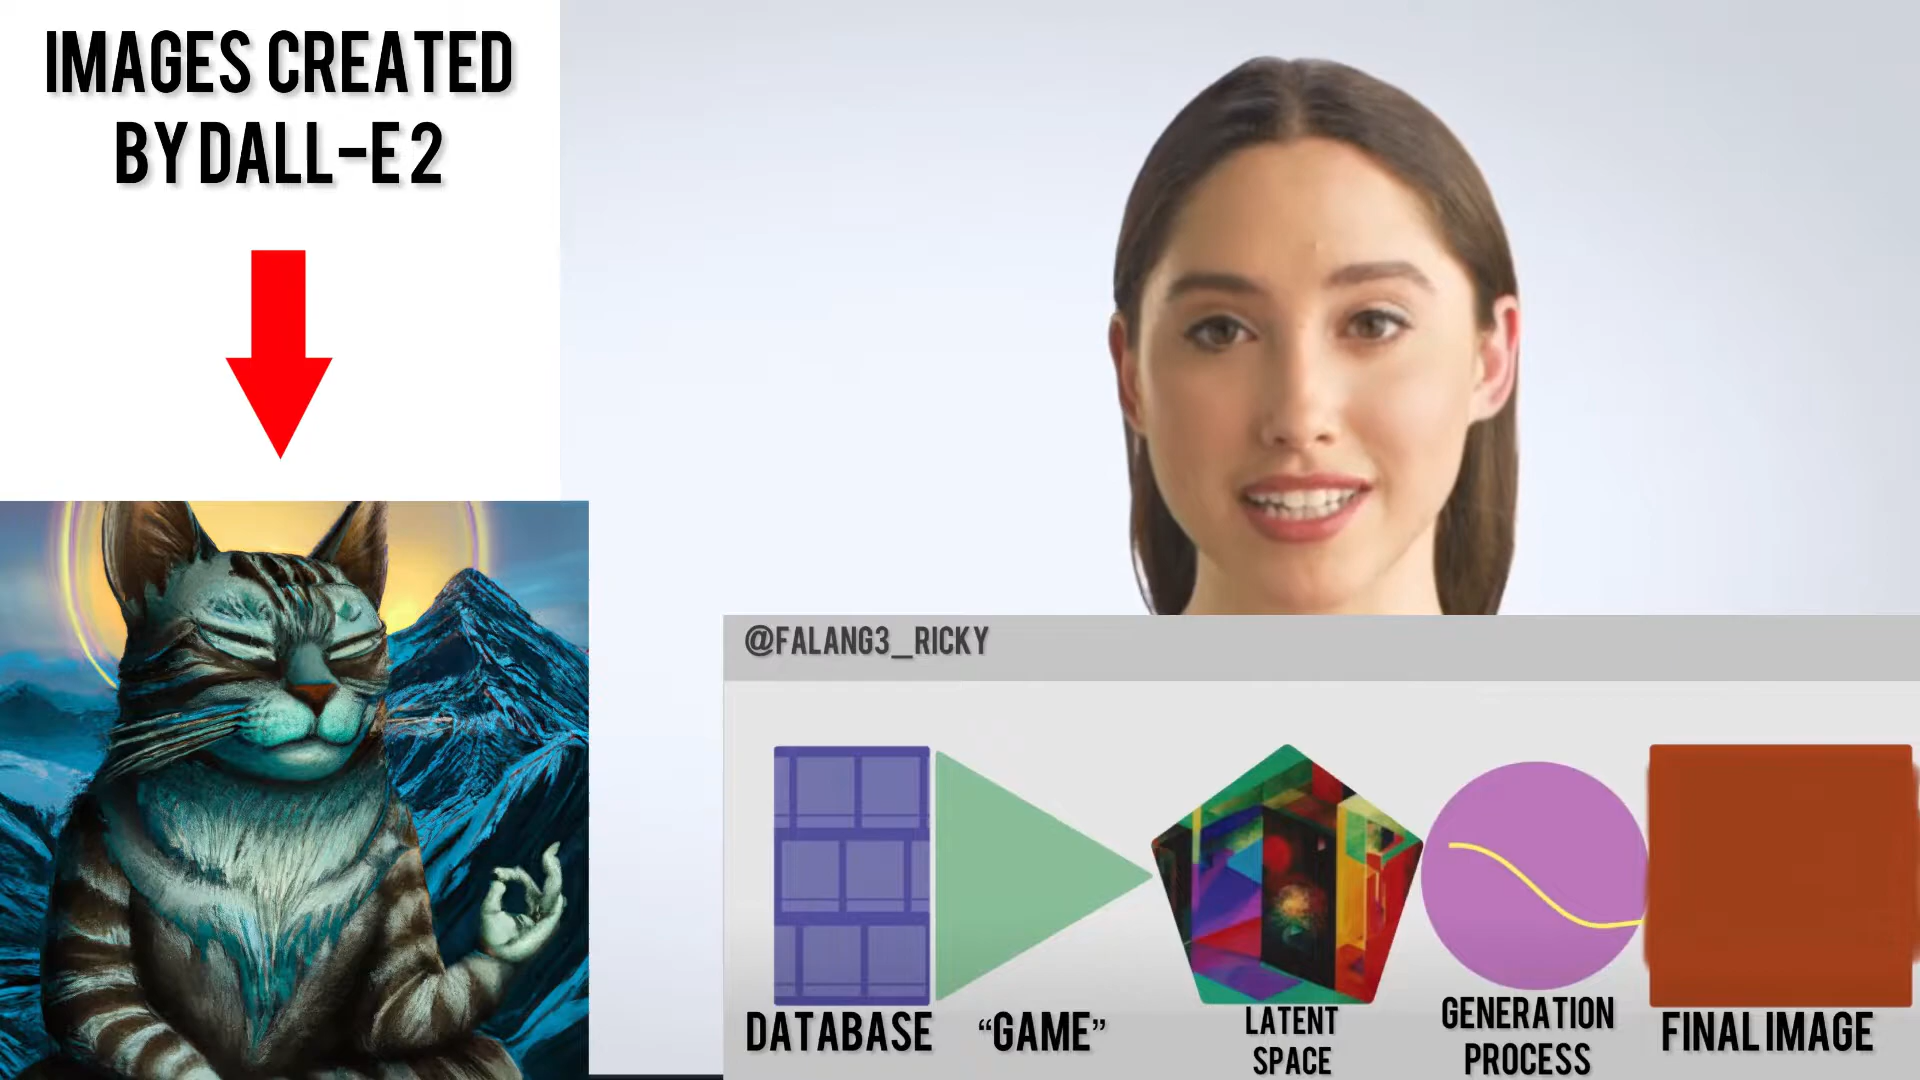 IMAGES CREATED
BY DALL-E 2
@FALANG3_RICKY
DATABASE
“GAME”
LATENT
SPACE
GENERATION
PROCESS
FINAL IMAGE